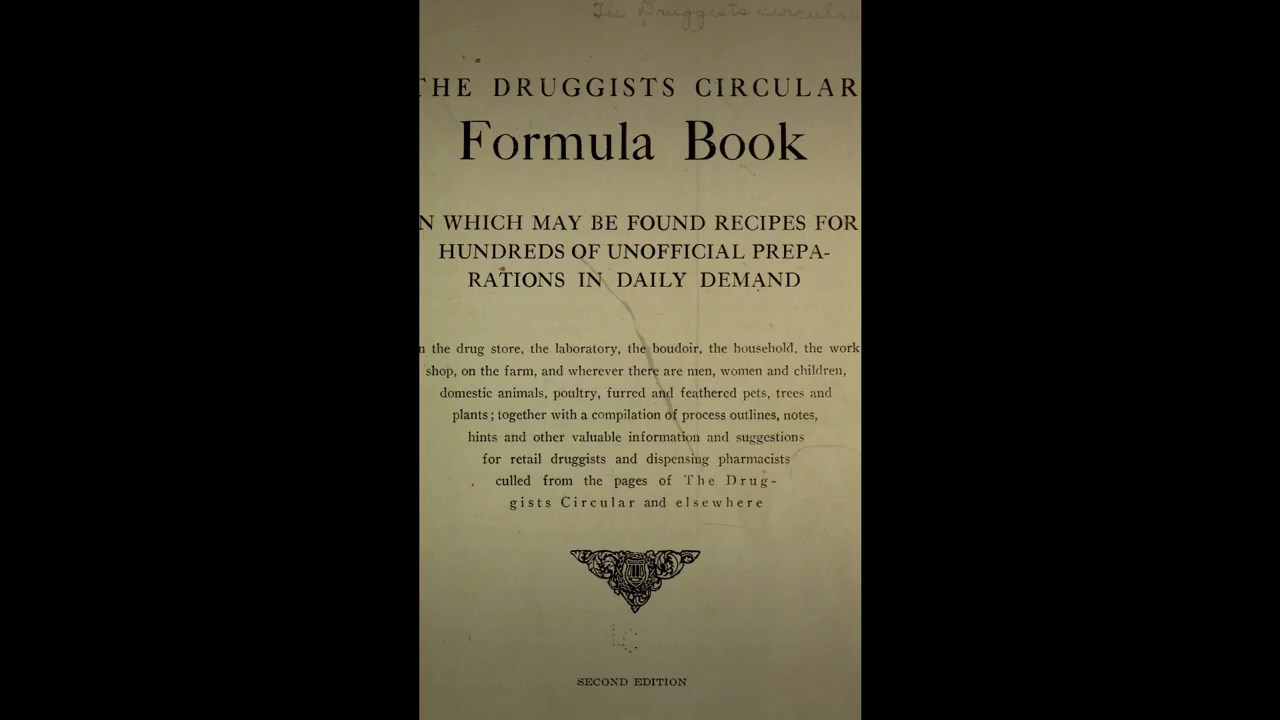 The Druggists Circular
THE DRUGGISTS CIRCULAR
Formula Book
N WHICH MAY BE FOUND RECIPES FOR
HUNDREDS OF UNOFFICIAL PREPA-
RATIONS IN DAILY DEMAND
n the drug store, the laboratory, the boudoir, the household, the work
shop, on the farm, and wherever there are men, women and children,
domestic animals, poultry, furred and feathered pets, trees and
plants; together with a compilation of process outlines, notes,
hints and other valuable information and suggestions
for retail druggists and dispensing pharmacists
culled from the pages of The Drug-
gists Circular and elsewhere
LC
SECOND EDITION